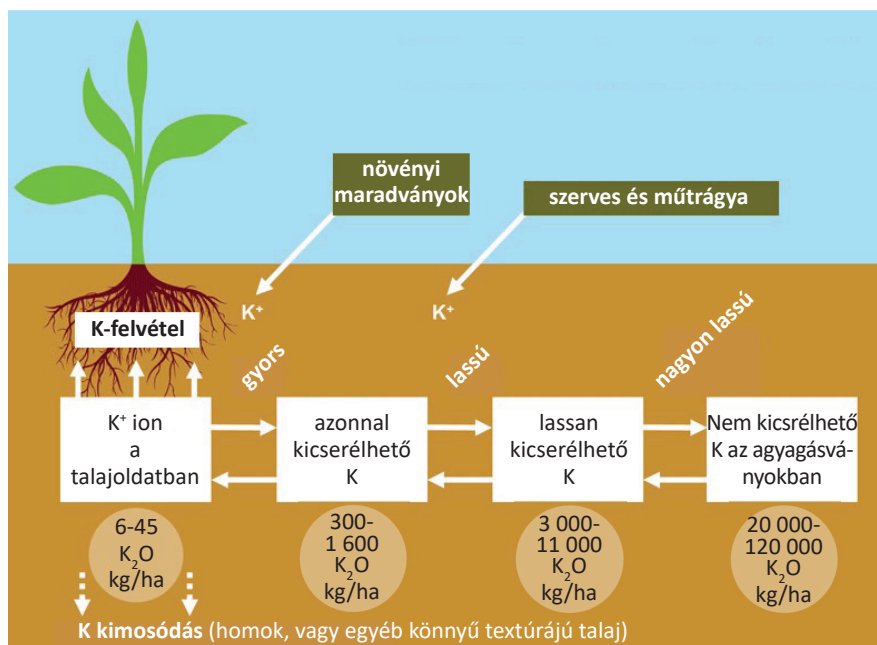 növényi
maradványok
szerves és műtrágya
K⁺
K⁺
K-felvétel
gyors
lassú
nagyon lassú
K⁺ ion
a
talajoldatban
azonnal
kicserélhető
K
lassan
kicserélhető
K
Nem kicsrélhető
K az agyagásvá-
nyokban
6-45
K₂O
kg/ha
300-
1 600
K₂O
kg/ha
3 000-
11 000
K₂O
kg/ha
20 000-
120 000
K₂O
kg/ha
K kimosódás (homok, vagy egyéb könnyű textúrájú talaj)